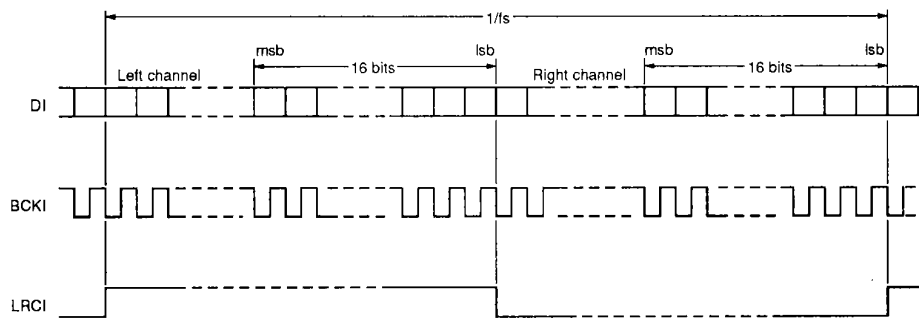 1/fs
msb lsb msb lsb
Left channel 16 bits Right channel 16 bits
DI
BCKI
LRCI